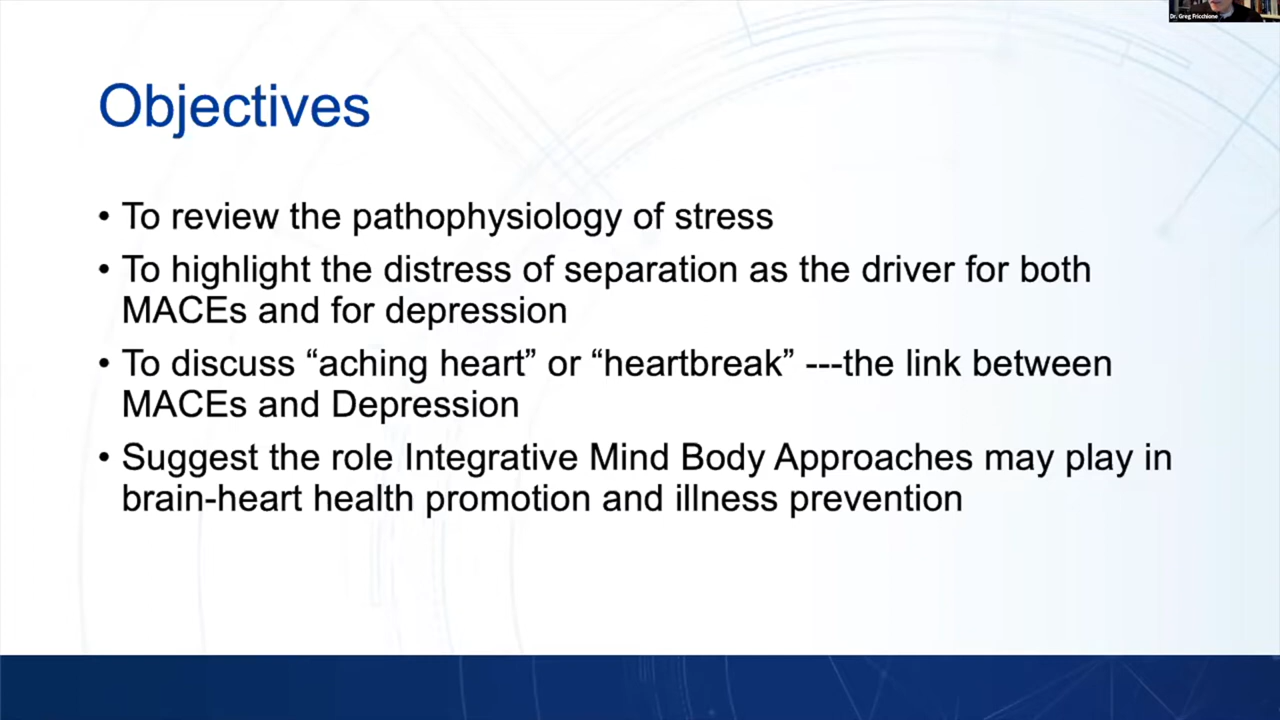 Dr. Greg Fricchione
Objectives
• To review the pathophysiology of stress
• To highlight the distress of separation as the driver for both
MACEs and for depression
• To discuss “aching heart” or “heartbreak” ---the link between
MACEs and Depression
• Suggest the role Integrative Mind Body Approaches may play in
brain-heart health promotion and illness prevention